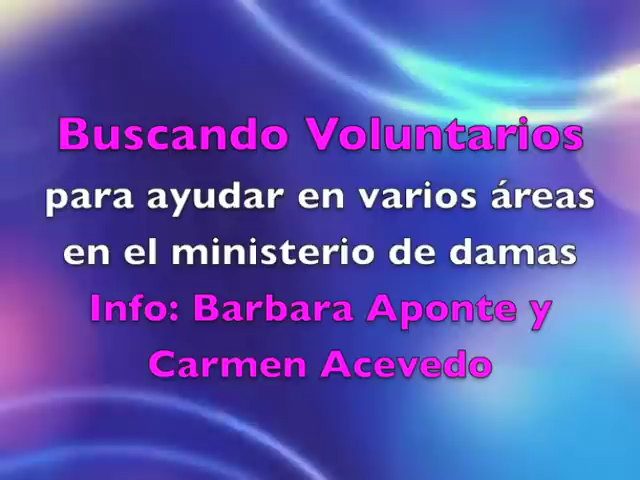 Buscando Voluntarios
para ayudar en varios áreas
en el ministerio de damas
Info: Barbara Aponte y
Carmen Acevedo